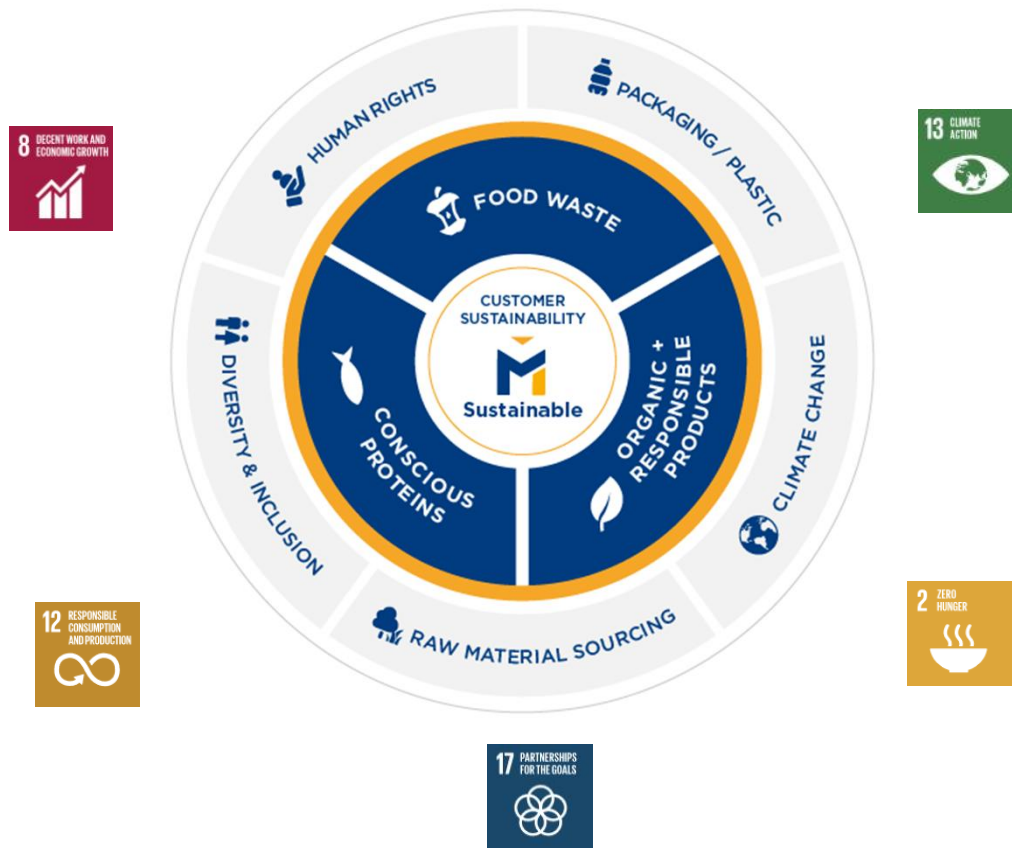 HUMAN RIGHTS
PACKAGING / PLASTIC
8 DECENT WORK AND
ECONOMIC GROWTH
13 CLIMATE
ACTION
FOOD WASTE
CUSTOMER
SUSTAINABILITY
M
Sustainable
ORGANIC +
RESPONSIBLE
PRODUCTS
CONSCIOUS
PROTEINS
DIVERSITY & INCLUSION
CLIMATE CHANGE
RAW MATERIAL SOURCING
12 RESPONSIBLE
CONSUMPTION
AND PRODUCTION
2 ZERO
HUNGER
17 PARTNERSHIPS
FOR THE GOALS